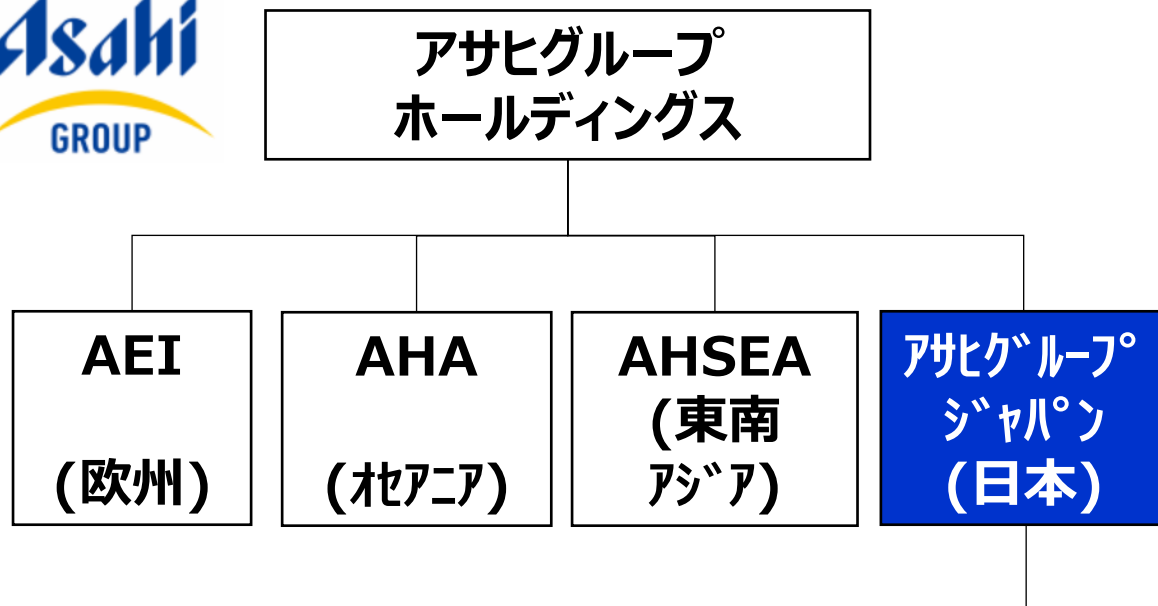 Asahi
GROUP
アサヒグループ
ホールディングス
AEI
(欧州)
AHA
(ｵｾｱﾆｱ)
AHSEA
(東南
ｱｼﾞｱ)
ｱｻﾋｸﾞﾙｰﾌﾟ
ｼﾞｬﾊﾟﾝ
(日本)